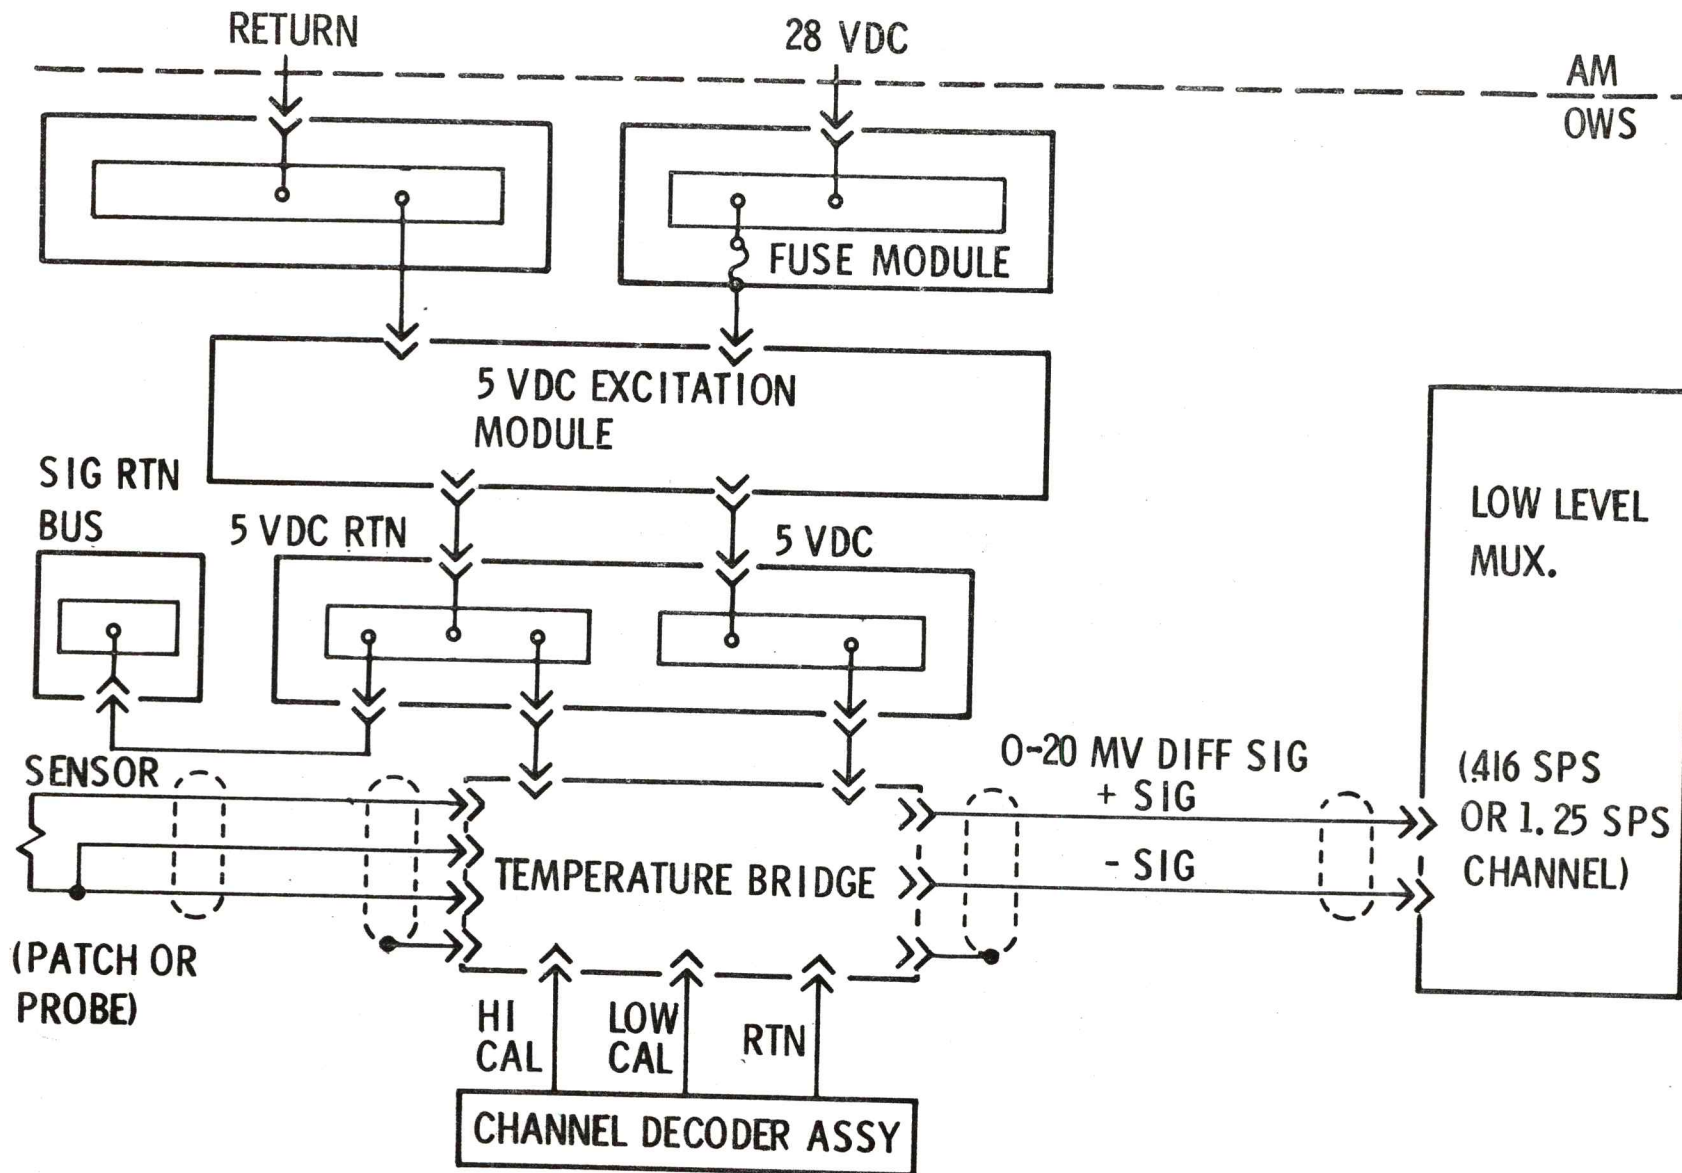 RETURN
28 VDC
AM
OWS
FUSE MODULE
5 VDC EXCITATION
MODULE
SIG RTN
BUS
5 VDC RTN
5 VDC
LOW LEVEL
MUX.
(416 SPS
OR 1.25 SPS
CHANNEL)
0-20 MV DIFF SIG
+ SIG
- SIG
SENSOR
TEMPERATURE BRIDGE
(PATCH OR
PROBE)
HI
CAL
LOW
CAL
RTN
CHANNEL DECODER ASSY